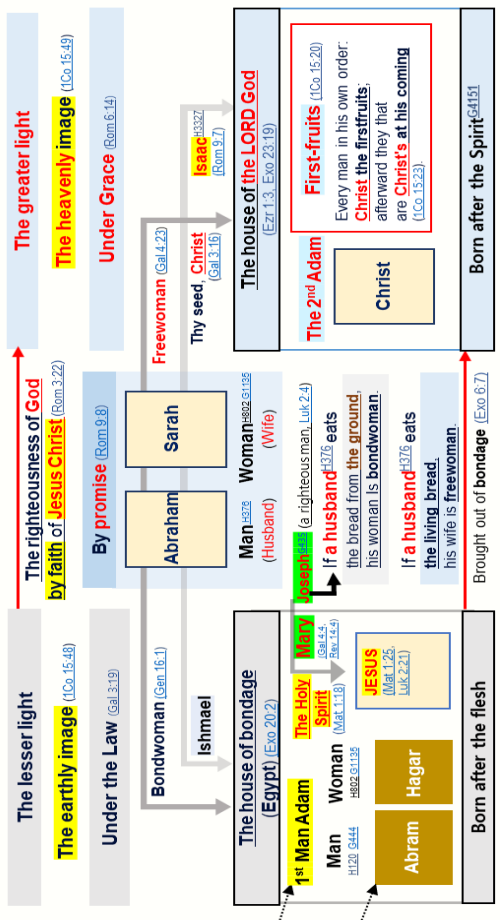 The lesser light
The righteousness of God
by faith of Jesus Christ (Rom 3:22)
The greater light
The earthly image (1Co 15:48)
The heavenly image (1Co 15:49)
Under the Law (Gal 3:19)
By promise (Rom 9:8)
Under Grace (Rom 6:14)
Bondwoman (Gen 16:1)
Abraham
Sarah
Freewoman (Gal 4:23)
Ishmael
Man H376
(Husband)
Woman H802 G1135
(Wife)
Thy seed, Christ
(Gal 3:16)
Isaac H3327
(Rom 9:7)
The house of bondage
(Egypt) (Exo 20:2)
The house of the LORD God
(Ezr 1:3, Exo 23:19)
1st Man Adam
The Holy
Spirit
(Mat 1:18)
Mary
(Gal 4:4,
Rev 14:4)
Joseph G435 (a righteous man, Luk 2:4)
Man
H120 G444
Woman
H802 G1135
Abram
Hagar
JESUS
(Mat 1:25,
Luk 2:21)
If a husband H376 eats
the bread from the ground,
his woman Is bondwoman.
If a husband H376 eats
the living bread,
his wife is freewoman.
The 2nd Adam
Christ
First-fruits (1Co 15:20)
Every man in his own order:
Christ the firstfruits;
afterward they that
are Christ's at his coming
(1Co 15:23).
Born after the flesh
Brought out of bondage (Exo 6:7)
Born after the Spirit G4151